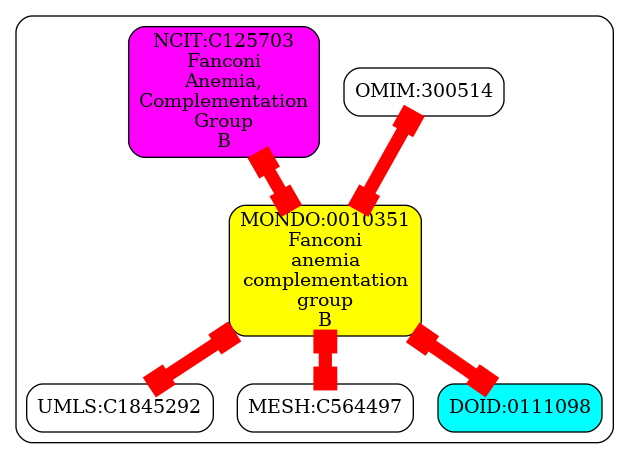 NCIT:C125703
Fanconi
Anemia,
Complementation
Group
B
OMIM:300514
MONDO:0010351
Fanconi
anemia
complementation
group
B
UMLS:C1845292
MESH:C564497
DOID:0111098